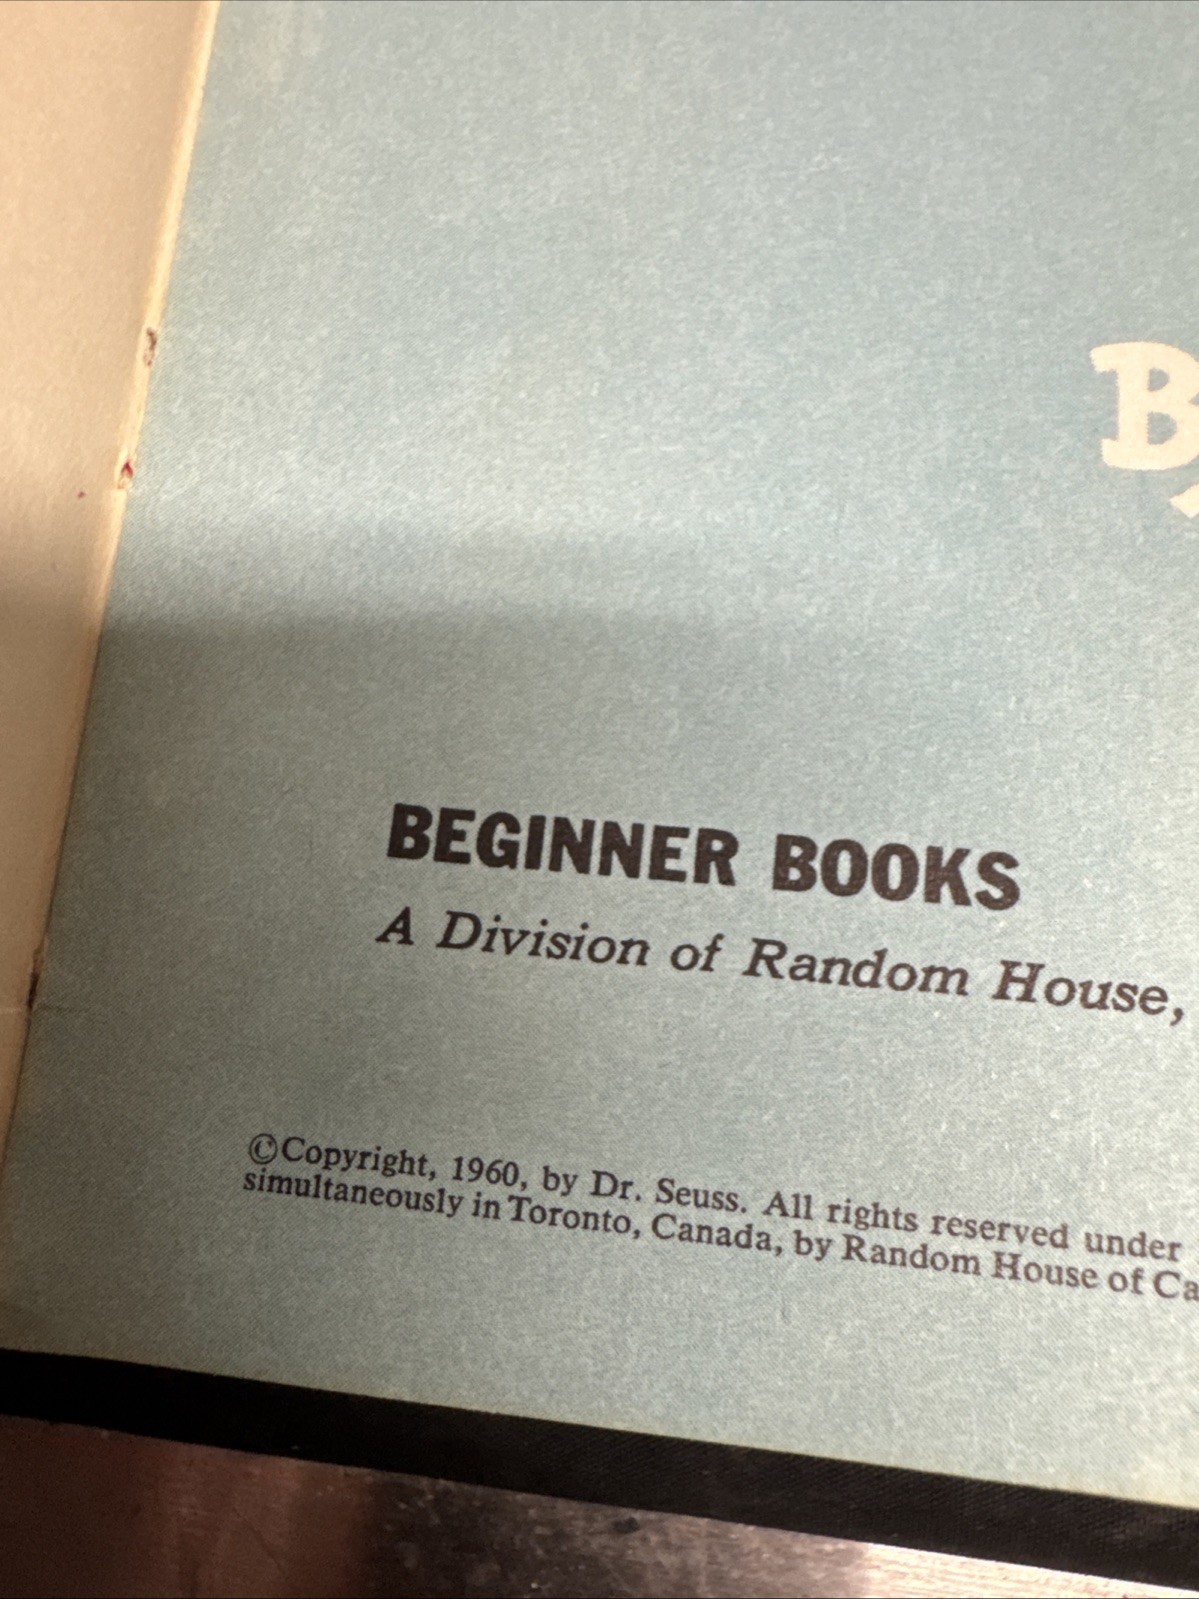 B
BEGINNER BOOKS
A Division of Random House,
©Copyright, 1960, by Dr. Seuss. All rights reserved under
simultaneously in Toronto, Canada, by Random House of Ca